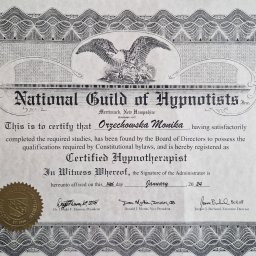 National Guild of Hypnotists, Inc.
Merrimack, New Hampshire
This is to certify that Orzechowska Monika, having satisfactorily
completed the required studies, has been found by the Board of Directors to possess the
qualifications required by Constitutional bylaws, and is hereby registered as
Certified Hypnotherapist
In Witness Whereof, the Signature of the Administrator is
hereunto affixed on this day January 20 24